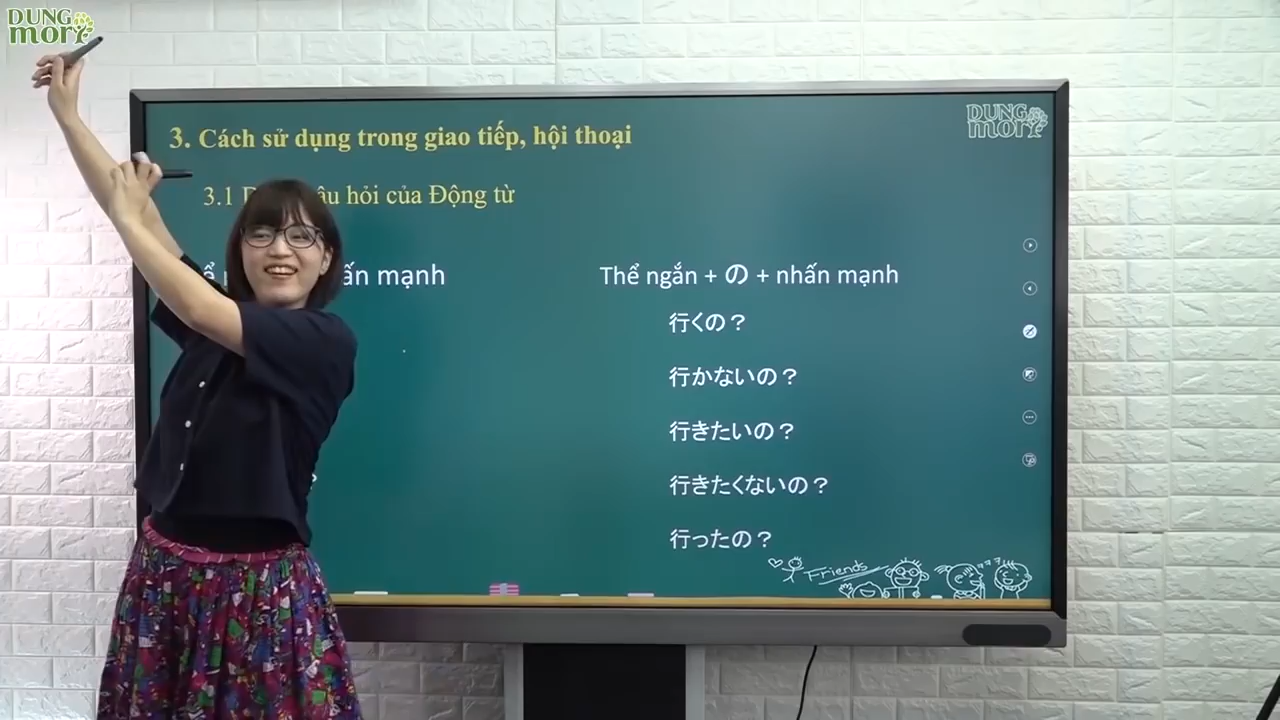 DUNG
mori
DUNG
mori
3. Cách sử dụng trong giao tiếp, hội thoại
3.1 hỏi của Động từ
mạnh
Thể ngắn + の + nhấn mạnh
行くの？
行かないの？
行きたいの？
行きたくないの？
行ったの？
Friends